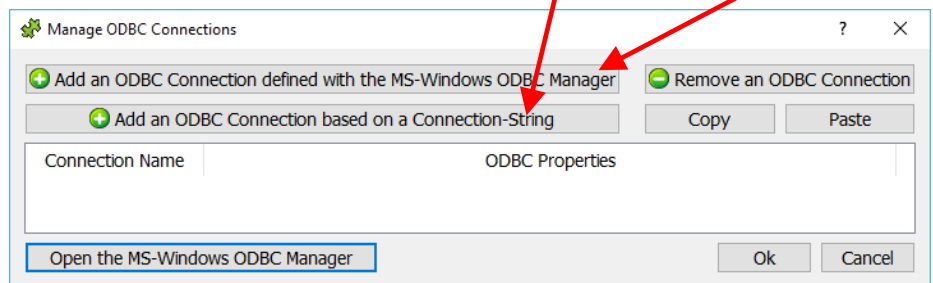 Manage ODBC Connections ?
Add an ODBC Connection defined with the MS-Windows ODBC Manager Remove an ODBC Connection
Add an ODBC Connection based on a Connection-String Copy Paste
Connection Name ODBC Properties
Open the MS-Windows ODBC Manager Ok Cancel